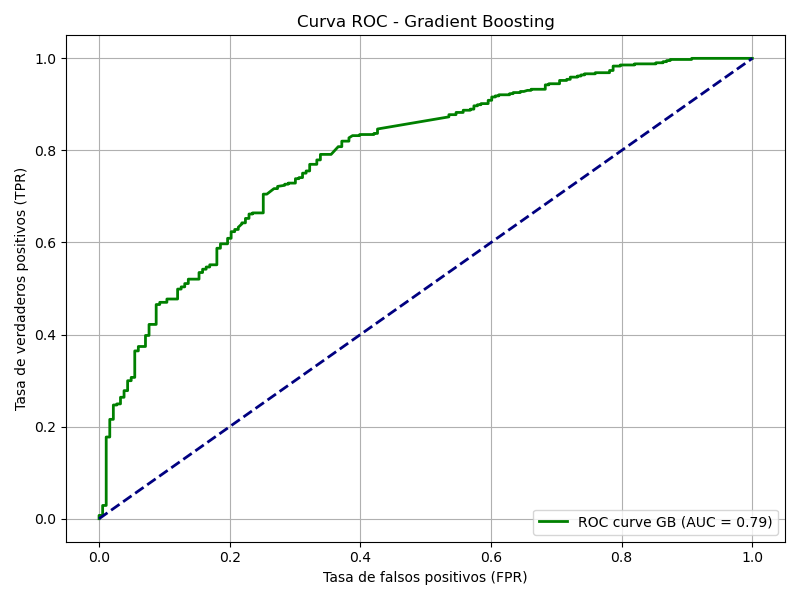 Curva ROC - Gradient Boosting
Tasa de verdaderos positivos (TPR)
1.0
0.8
0.6
0.4
0.2
0.0
0.0 0.2 0.4 0.6 0.8 1.0
Tasa de falsos positivos (FPR)
ROC curve GB (AUC = 0.79)